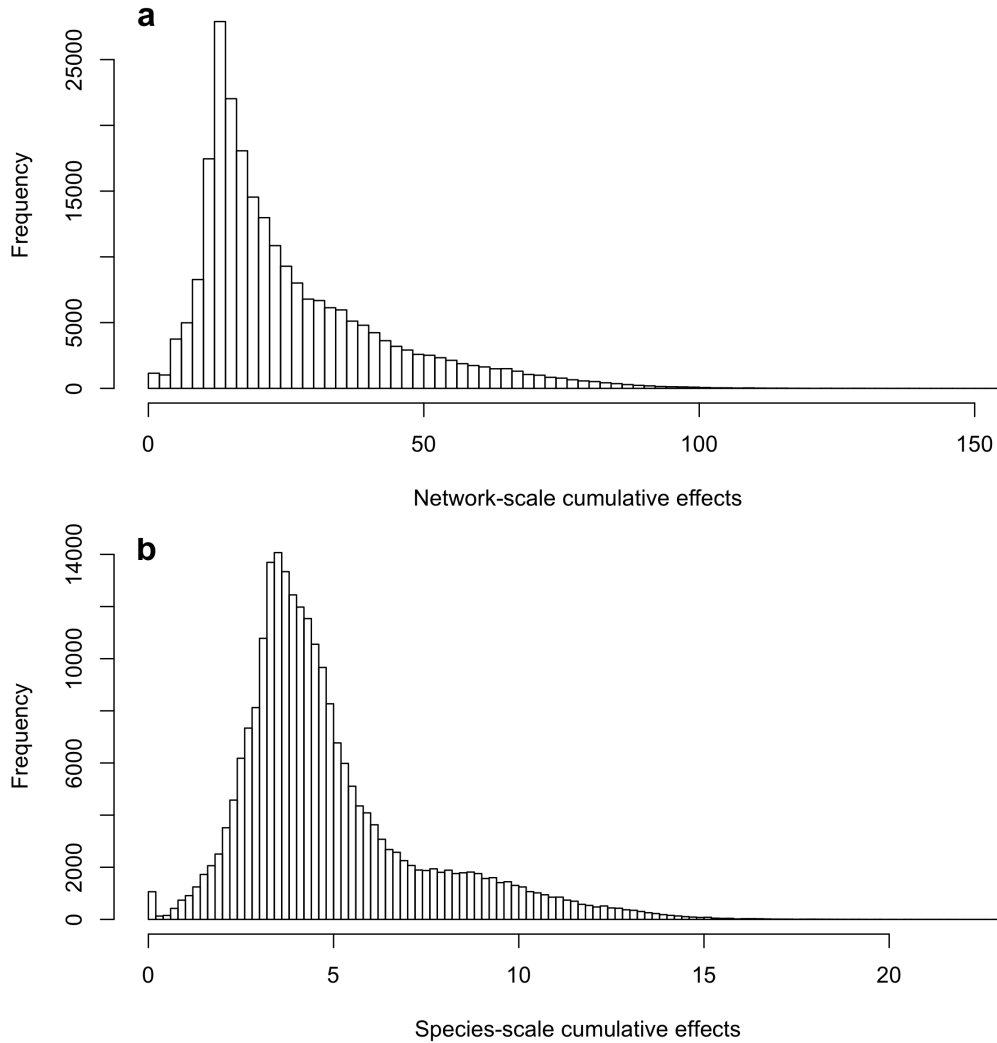 a
Frequency
25000
15000
5000
0
0 50 100 150
Network-scale cumulative effects
b
Frequency
14000
10000
6000
2000
0
0 5 10 15 20
Species-scale cumulative effects